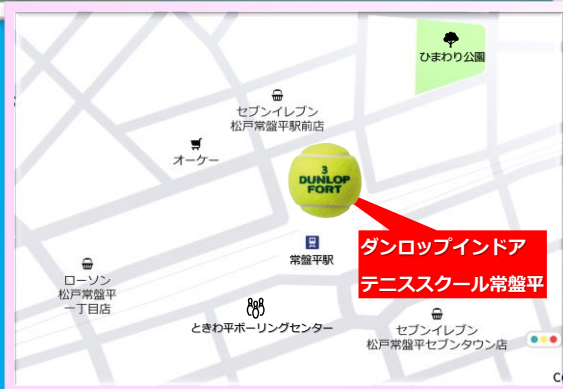 ひまわり公園
セブンイレブン
松戸常盤平駅前店
オーケー
3
DUNLOP
FORT
ダンロップインドア
テニススクール常盤平
常盤平駅
ローソン
松戸常盤平
一丁目店
ときわ平ボーリングセンター
セブンイレブン
松戸常盤平セブンタウン店